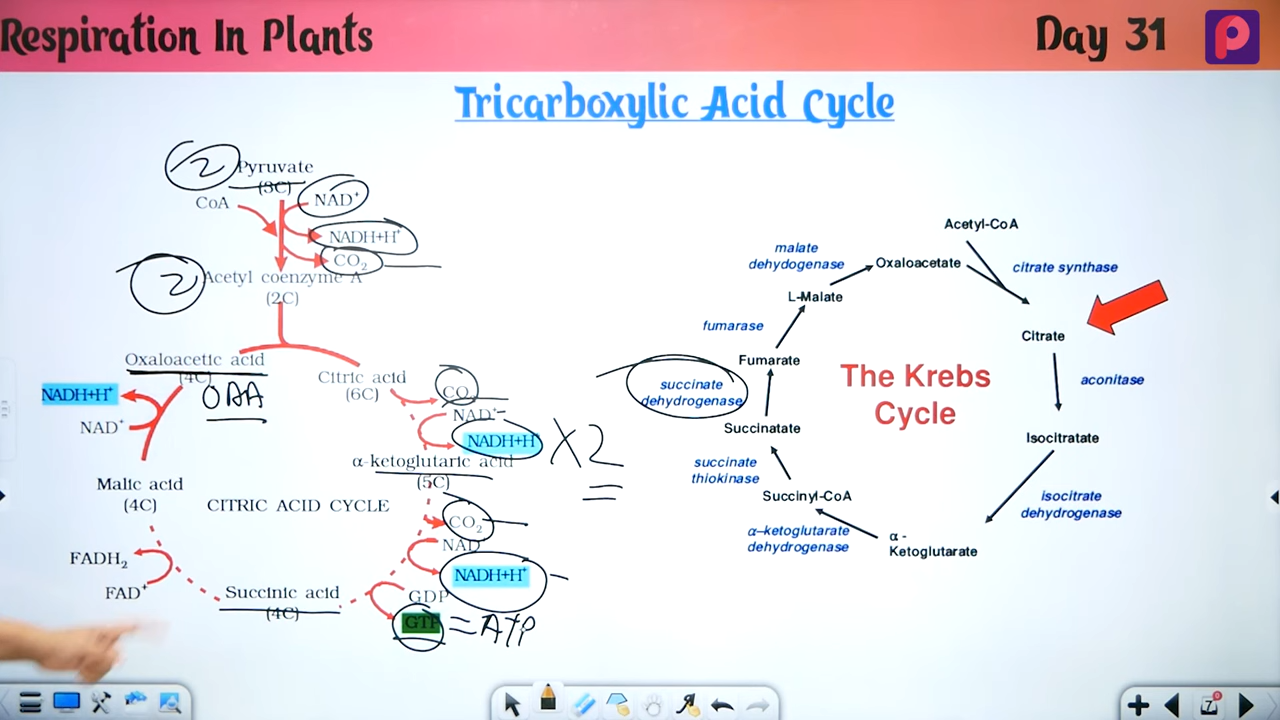 Respiration In Plants
Day 31
Tricarboxylic Acid Cycle
2
Pyruvate
(3C)
CoA
NAD⁺
NADH+H⁺
CO₂
2
Acetyl coenzyme A
(2C)
Oxaloacetic acid
(4C)
OAA
NADH+H⁺
NAD⁺
Citric acid
(6C)
CO₂
NAD⁺
NADH+H⁺
X2
α-ketoglutaric acid
(5C)
Malic acid
(4C)
CITRIC ACID CYCLE
CO₂
NAD
NADH+H⁺
FADH₂
FAD⁺
Succinic acid
(4C)
GDP
GTP
= ATP
Acetyl-CoA
malate
dehydogenase
Oxaloacetate
citrate synthase
L-Malate
fumarase
Citrate
Fumarate
The Krebs
Cycle
aconitase
succinate
dehydrogenase
Succinatate
Isocitratate
succinate
thiokinase
Succinyl-CoA
isocitrate
dehydrogenase
α–ketoglutarate
dehydrogenase
α -
Ketoglutarate
7